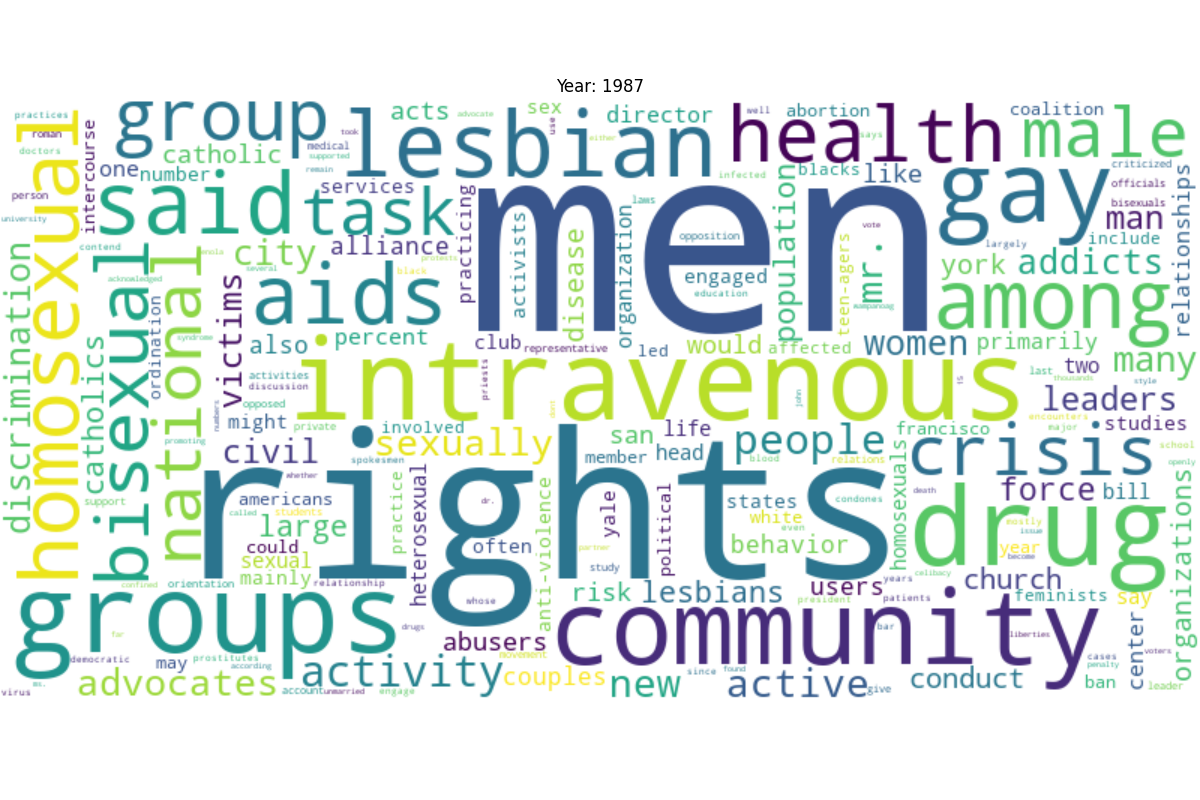 Year: 1987
practices
group
acts
advocate
sex
director
well
abortion
coalition
male
roman
intercourse
took
lesbian
use
either
health
says
doctors
homosexual
catholic
medical
supported
one
number
remain
infected
blacks
like
gay
criticized
officials
person
said
services
task
practicing
men
laws
population
bisexuals
man
relationships
university
contend
city
alliance
activists
disease
organization
opposition
vote
largely
include
discrimination
bisexual
national
enola
several
protests
black
engaged
education
teen-agers
mr.
york
addicts
acknowledged
victims
aids
wampanoag
among
ordination
syndrome
also
percent
club
representative
led
would
affected
women
primarily
many
catholics
activities
discussion
intravenous
priests
john
15
last
thousands
two
style
opposed
numbers
might
private
involved
dont
leaders
encounters
studies
promoting
civil
sexually
san
life
people
francisco
major
crisis
school
support
spokesmen
member
head
blood
relations
homosexuals
openly
whether
rights
americans
practice
heterosexual
dr.
anti-violence
yale
political
states
condones
death
force
bill
drug
organizations
called
students
large
white
even
mostly
issue
could
often
partner
behavior
year
become
sexual
study
confined
orientation
mainly
relationship
risk
lesbians
users
years
celibacy
church
feminists
say
groups
whose
president
patients
far
drugs
abusers
community
bar
liberties
voters
democratic
may
prostitutes
according
movement
since
found
cases
penalty
center
virus
ms.
advocates
account
unmarried
activity
engage
couples
new
active
give
conduct
ban
leader